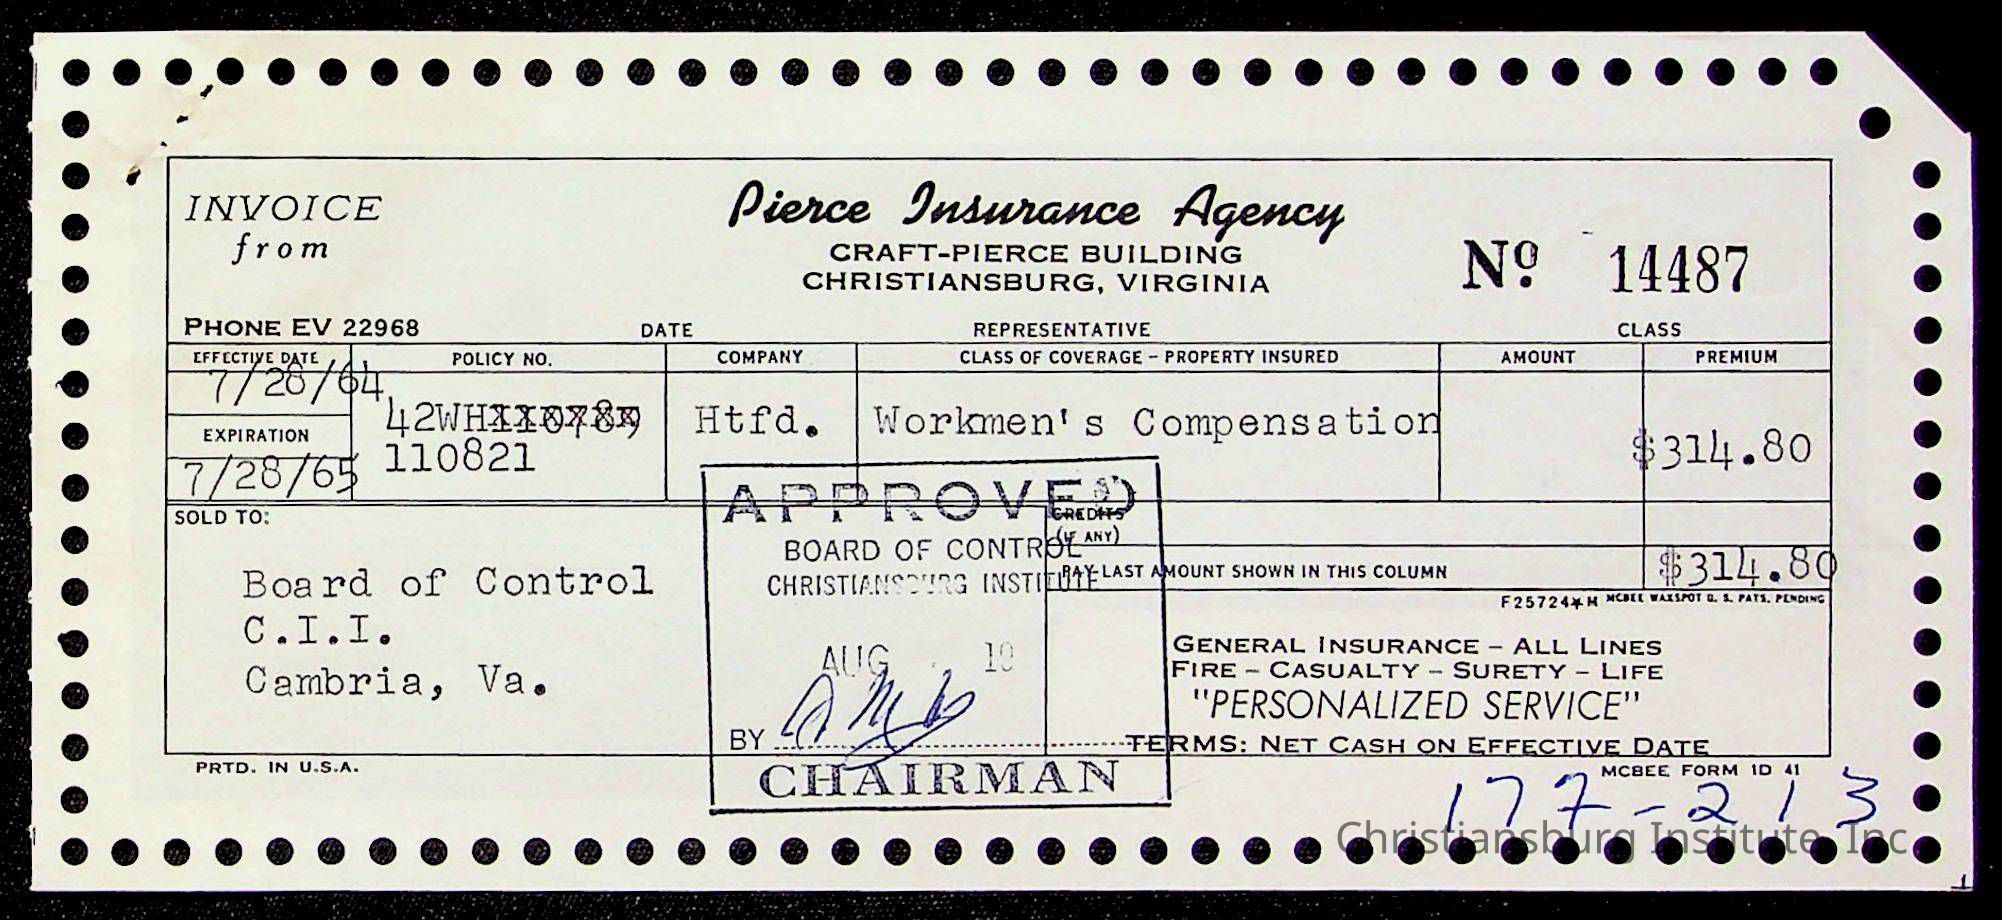 INVOICE
from
Pierce Insurance Agency
CRAFT-PIERCE BUILDING
CHRISTIANSBURG, VIRGINIA
Nº 14487
PHONE EV 22968 DATE REPRESENTATIVE CLASS
EFFECTIVE DATE POLICY NO. COMPANY CLASS OF COVERAGE - PROPERTY INSURED AMOUNT PREMIUM
7/28/64
42WH Htfd. Workmen's Compensation
EXPIRATION
110821 $314.80
7/28/65
APPROVED
SOLD TO: CREDITS
(IF ANY)
BOARD OF CONTROL
CHRISTIANSBURG INSTITUTE
PAY LAST AMOUNT SHOWN IN THIS COLUMN $314.80
F25724 M MCBEE WAXSPOT U. S. PATS. PENDING
Board of Control
C.I.I.
Cambria, Va.
AUG 10
GENERAL INSURANCE - ALL LINES
FIRE - CASUALTY - SURETY - LIFE
"PERSONALIZED SERVICE"
BY
TERMS: NET CASH ON EFFECTIVE DATE
CHAIRMAN
PRTD. IN U.S.A. MCBEE FORM 1D 41
177-213
Christiansburg Institute, Inc